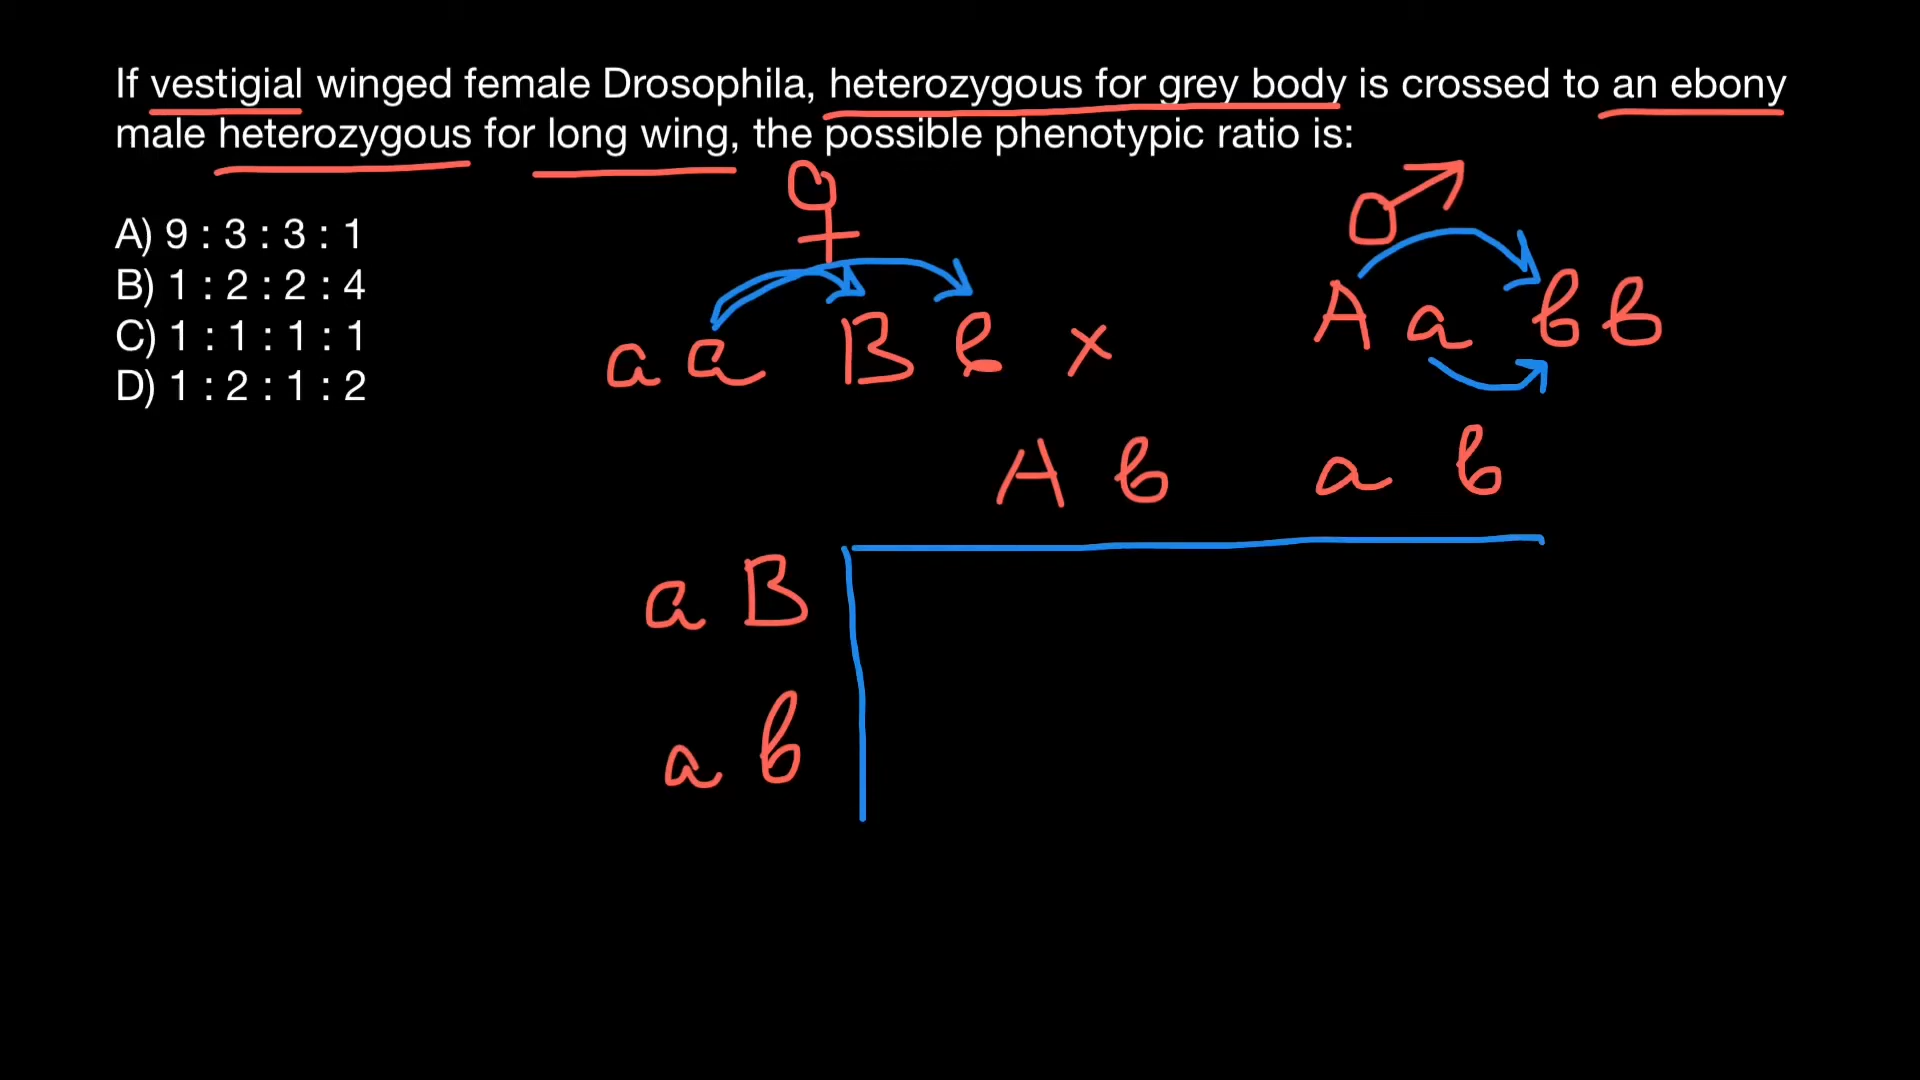 If vestigial winged female Drosophila, heterozygous for grey body is crossed to an ebony
male heterozygous for long wing, the possible phenotypic ratio is:
A) 9 : 3 : 3 : 1
B) 1 : 2 : 2 : 4
C) 1 : 1 : 1 : 1
D) 1 : 2 : 1 : 2
♀ ♂
a a B b × A a b b
A b a b
a B
a b